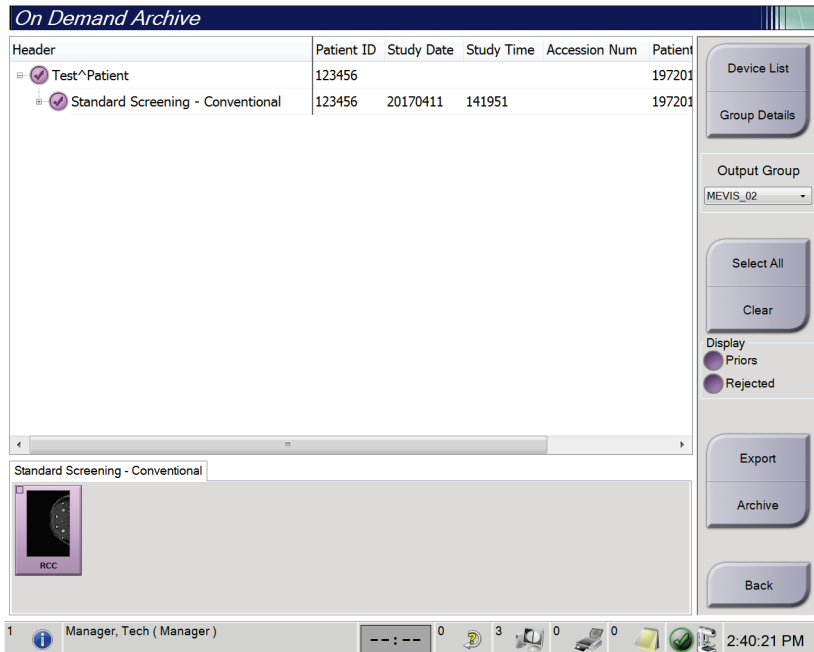 On Demand Archive
Header Patient ID Study Date Study Time Accession Num Patient
Test^Patient 123456 197201
Standard Screening - Conventional 123456 20170411 141951 197201
Device List
Group Details
Output Group
MEVIS_02
Select All
Clear
Display
Priors
Rejected
Export
Archive
Back
Standard Screening - Conventional
RCC
1 Manager, Tech ( Manager ) --:-- 0 3 0 0 2:40:21 PM